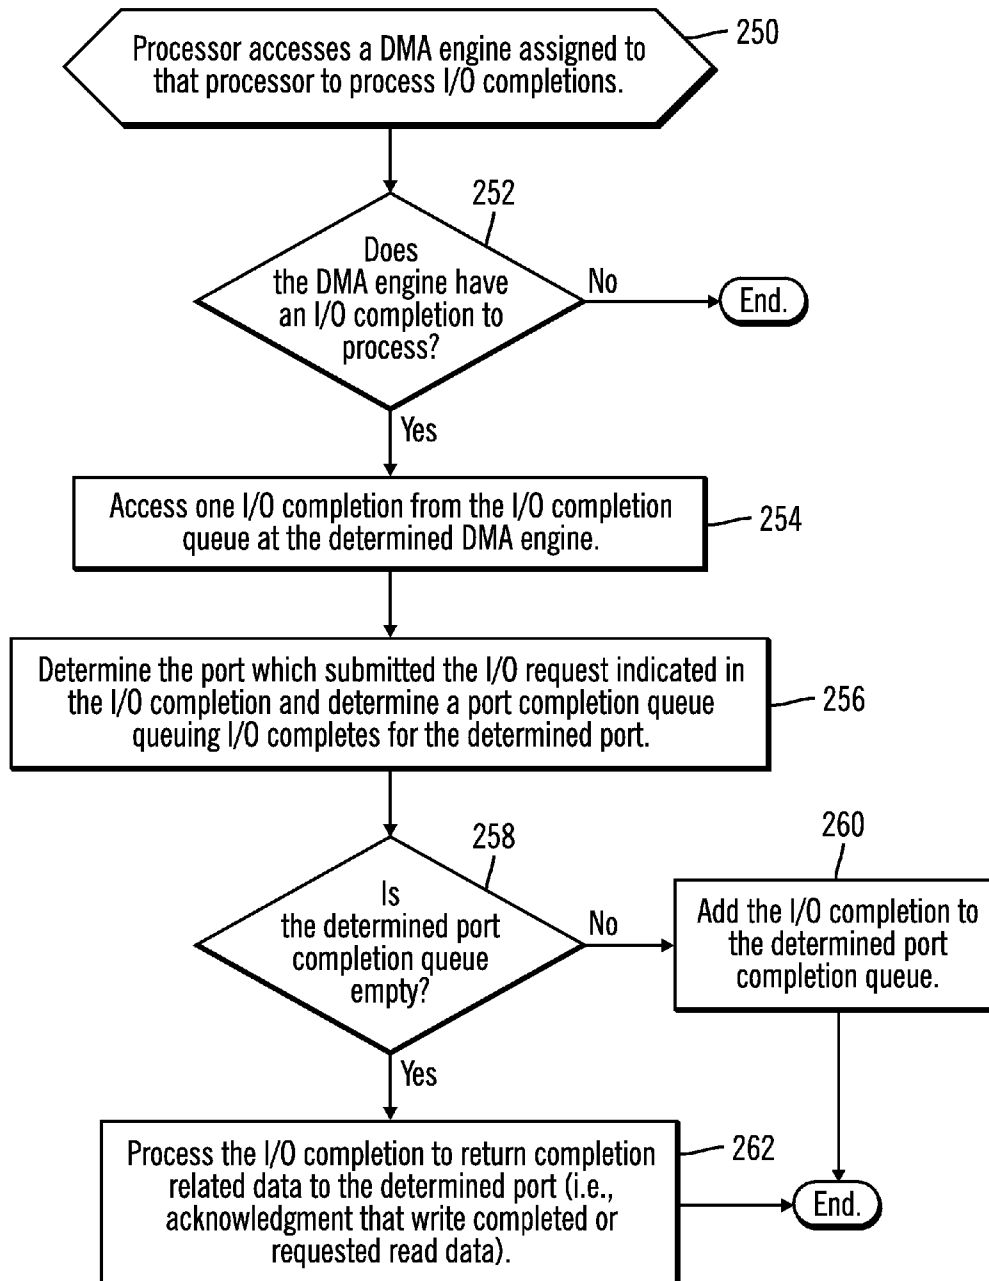 Processor accesses a DMA engine assigned to
that processor to process I/O completions.
250
252
Does
the DMA engine have
an I/O completion to
process?
No
End.
Yes
Access one I/O completion from the I/O completion
queue at the determined DMA engine.
254
Determine the port which submitted the I/O request indicated in
the I/O completion and determine a port completion queue
queuing I/O completes for the determined port.
256
258
Is
the determined port
completion queue
empty?
No
260
Add the I/O completion to
the determined port
completion queue.
Yes
Process the I/O completion to return completion
related data to the determined port (i.e.,
acknowledgment that write completed or
requested read data).
262
End.